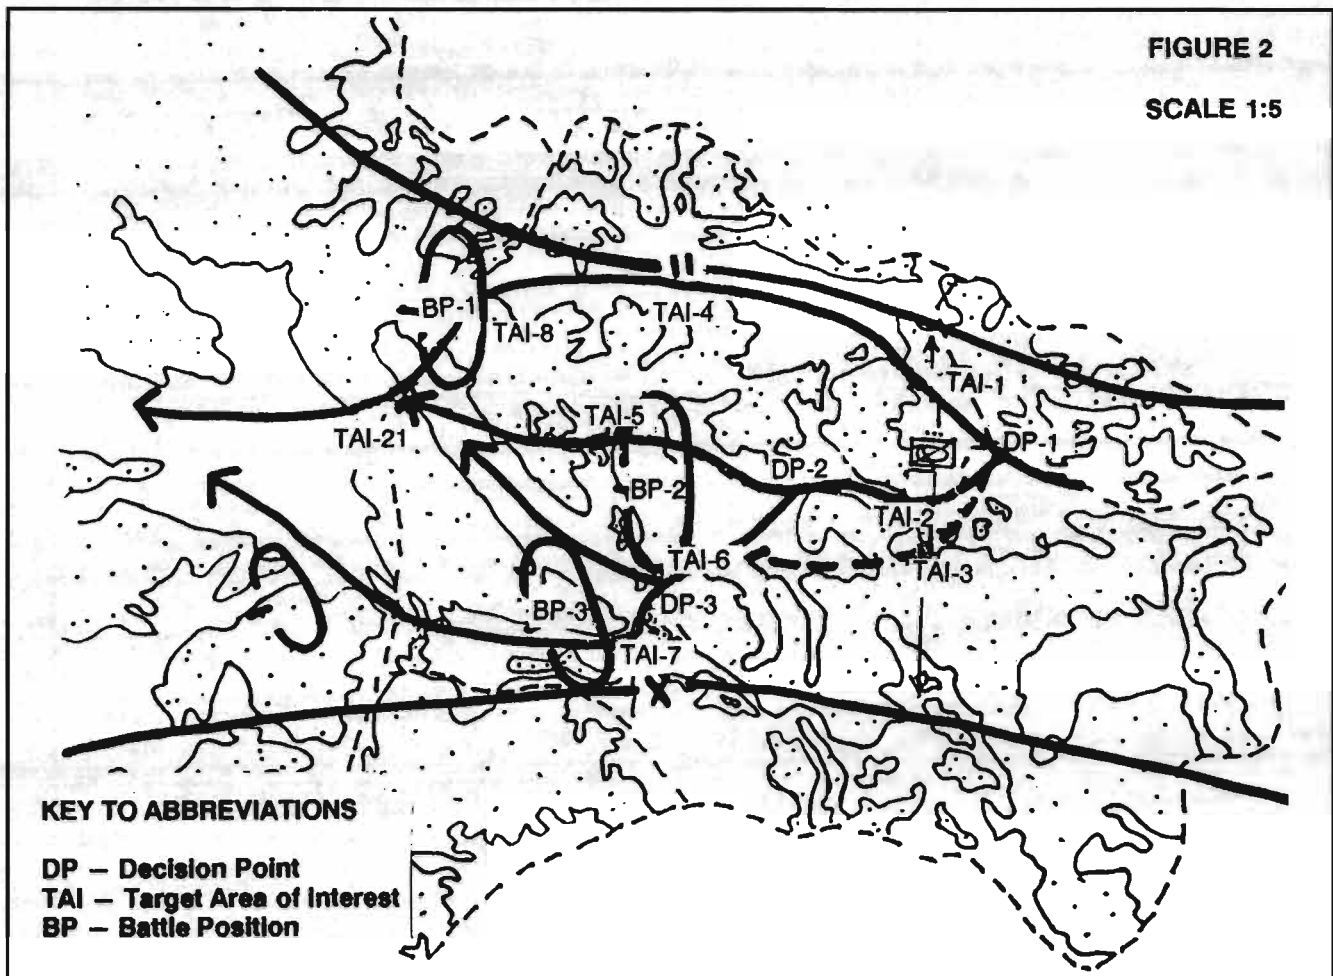 FIGURE 2
SCALE 1:5
BP-1
TAI-8
TAI-4
TAI-1
TAI-21
TAI-5
DP-1
DP-2
BP-2
TAI-2
TAI-6
TAI-3
BP-3
DP-3
TAI-7
X
KEY TO ABBREVIATIONS
DP — Decision Point
TAI — Target Area of Interest
BP — Battle Position